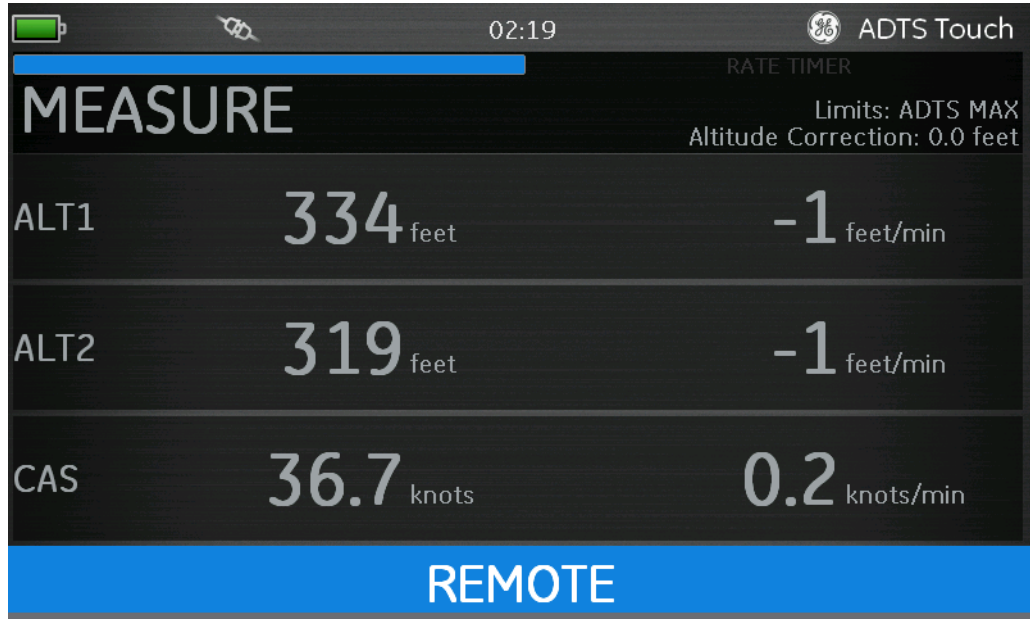 02:19 ADTS Touch
RATE TIMER
MEASURE
Limits: ADTS MAX
Altitude Correction: 0.0 feet
ALT1 334 feet -1 feet/min
ALT2 319 feet -1 feet/min
CAS 36.7 knots 0.2 knots/min
REMOTE